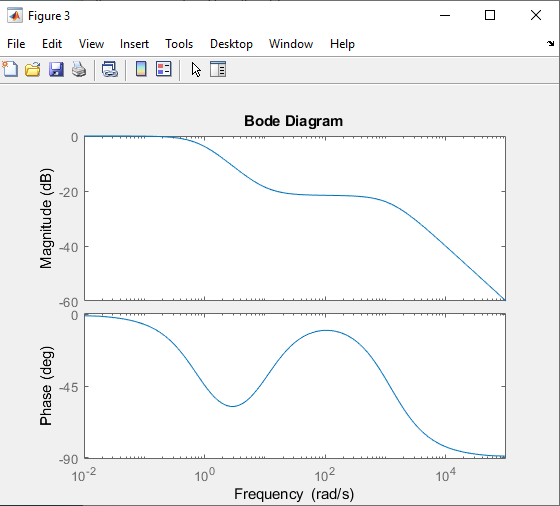 Figure 3
File Edit View Insert Tools Desktop Window Help
Bode Diagram
0
-20
-40
-60
Magnitude (dB)
0
-45
-90
Phase (deg)
10^-2 10^0 10^2 10^4
Frequency (rad/s)